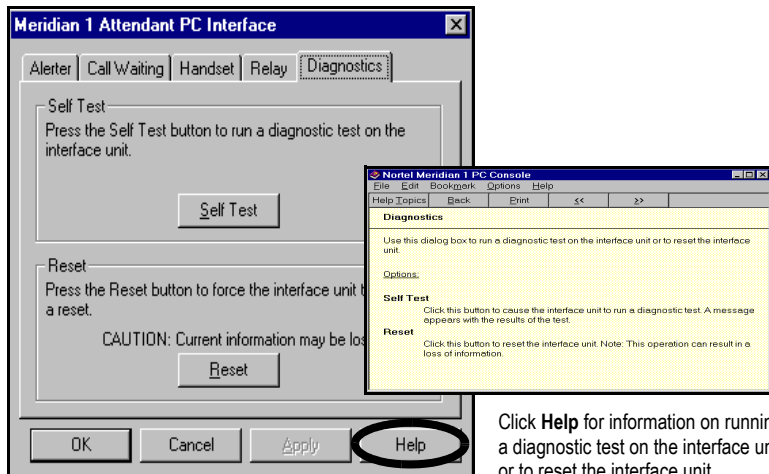 Meridian 1 Attendant PC Interface
Alerter Call Waiting Handset Relay Diagnostics
Self Test
Press the Self Test button to run a diagnostic test on the
interface unit.
Self Test
Reset
Press the Reset button to force the interface unit
a reset.
CAUTION: Current information may be
Reset
OK Cancel Apply Help
Nortel Meridian 1 PC Console
File Edit Bookmark Options Help
Help Topics Back Print << >>
Diagnostics
Use this dialog box to run a diagnostic test on the interface unit or to reset the interface
unit.
Options:
Self Test
Click this button to cause the interface unit to run a diagnostic test. A message
appears with the results of the test.
Reset
Click this button to reset the interface unit. Note: This operation can result in a
loss of information.
Click Help for information on
a diagnostic test on the interface
or to reset the interface unit.